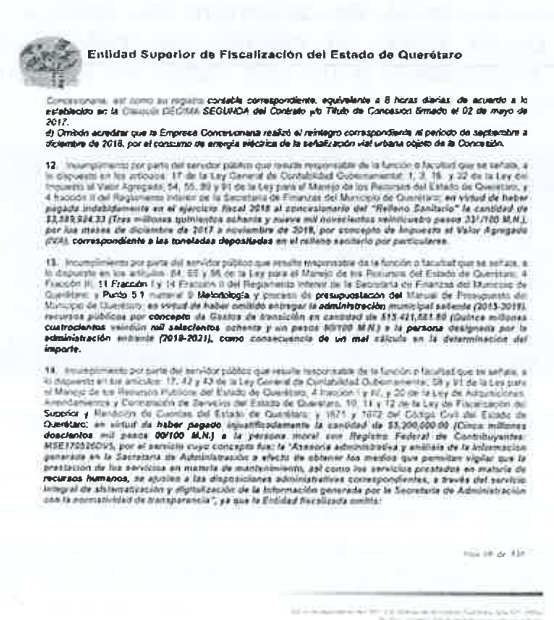 Entidad Superior de Fiscalización del Estado de Querétaro
Concesionaria, así como su registro contable correspondiente, equivalente a 8 horas diarias, de acuerdo a lo
establecido en la Clausula DÉCIMA SEGUNDA del Contrato y/o Título de Concesión firmado el 02 de mayo de
2017.
d) Omitido acreditar que la Empresa Concesionaria realizó el reintegro correspondiente al periodo de septiembre a
diciembre de 2018, por el consumo de energía eléctrica de la señalización vial urbana objeto de la Concesión.
12. Incumplimiento por parte del servidor público que resulte responsable de la función o facultad que se señala, a
lo dispuesto en los artículos: 17 de la Ley General de Contabilidad Gubernamental; 1, 3, 16 y 22 de la Ley del
Impuesto al Valor Agregado; 54, 55, 89 y 91 de la Ley para el Manejo de los Recursos del Estado de Querétaro, y
4 fracción II del Reglamento Interior de la Secretaría de Finanzas del Municipio de Querétaro; en virtud de haber
pagado indebidamente en el ejercicio fiscal 2018 al concesionario del "Relleno Sanitario" la cantidad de
$3,589,924.33 (Tres millones quinientos ochenta y nueve mil novecientos veinticuatro pesos 33/100 M.N.),
por los meses de diciembre de 2017 a noviembre de 2018, por concepto de Impuesto al Valor Agregado
(IVA), correspondiente a las toneladas depositadas en el relleno sanitario por particulares.
13. Incumplimiento por parte del servidor público que resulte responsable de la función o facultad que se señala, a
lo dispuesto en los artículos: 54, 55 y 56 de la Ley para el Manejo de los Recursos del Estado de Querétaro; 4
Fracción II, 11 Fracción I y 14 Fracción II del Reglamento Interior de la Secretaría de Finanzas del Municipio de
Querétaro; y Punto 5.1 numeral 9 Metodología y proceso de presupuestación del Manual de Presupuesto del
Municipio de Querétaro; en virtud de haber omitido entregar la administración municipal saliente (2015-2018),
recursos públicos por concepto de Gastos de transición en cantidad de $15,421,681.80 (Quince millones
cuatrocientos veintiún mil seiscientos ochenta y un pesos 80/100 M.N.) a la persona designada por la
administración entrante (2018-2021), como consecuencia de un mal cálculo en la determinación del
importe.
14. Incumplimiento por parte del servidor público que resulte responsable de la función o facultad que se señala, a
lo dispuesto en los artículos: 17, 42 y 43 de la Ley General de Contabilidad Gubernamental; 58 y 91 de la Ley para
el Manejo de los Recursos Públicos del Estado de Querétaro, 4 fracción I y IV, y 20 de la Ley de Adquisiciones,
Arrendamientos y Contratación de Servicios del Estado de Querétaro, 10, 11 y 12 de la Ley de Fiscalización
Superior y Rendición de Cuentas del Estado de Querétaro; y 1671 y 1672 del Código Civil del Estado de
Querétaro; en virtud de haber pagado injustificadamente la cantidad de $5,200,000.00 (Cinco millones
doscientos mil pesos 00/100 M.N.) a la persona moral con Registro Federal de Contribuyentes:
por el servicio cuyo concepto fue: "Asesoría administrativa y análisis de la información
generada en la Secretaría de Administración a efecto de obtener los medios que permitan vigilar que la
prestación de los servicios en materia de mantenimiento, así como los servicios prestados en materia de
recursos humanos, se ajusten a las disposiciones administrativas correspondientes, a través del servicio
integral de sistematización y digitalización de la información generada por la Secretaría de Administración
con la normatividad de transparencia", ya que la Entidad fiscalizada omitió: